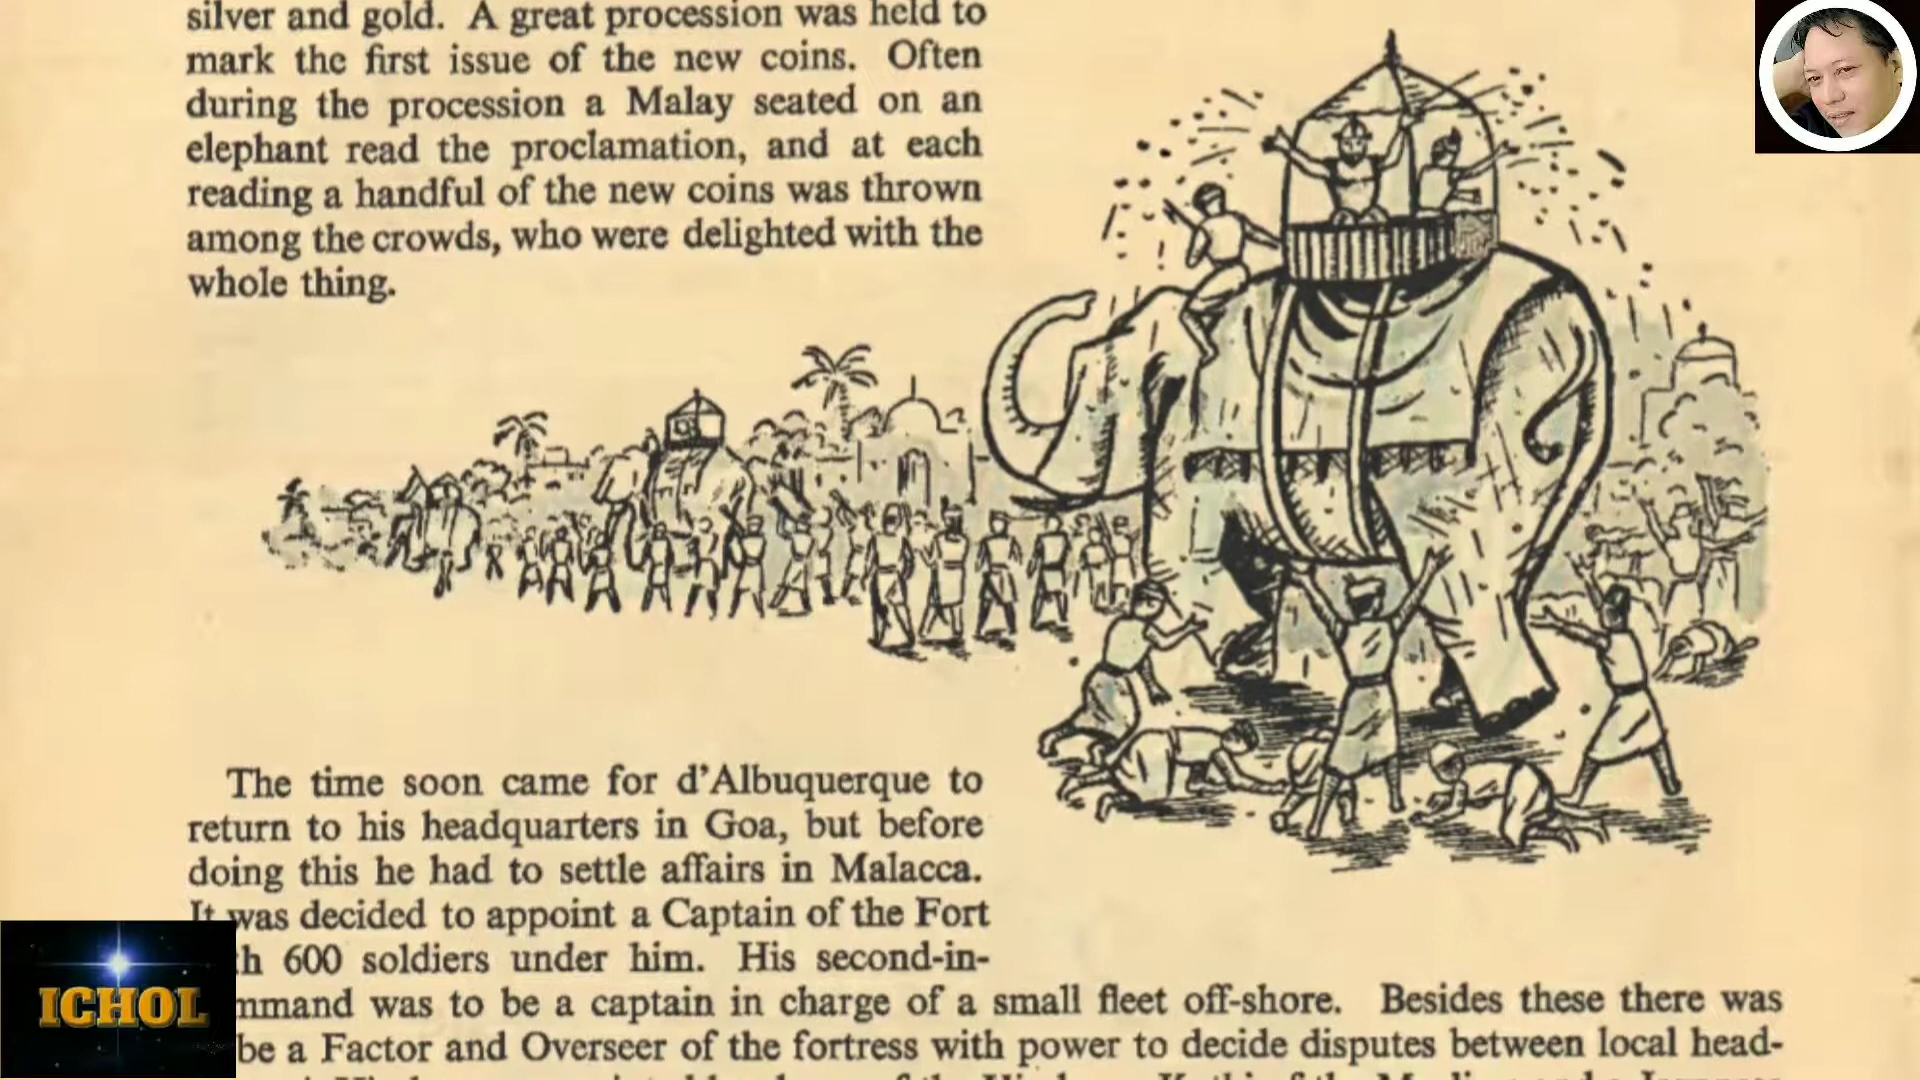 silver and gold. A great procession was held to
mark the first issue of the new coins. Often
during the procession a Malay seated on an
elephant read the proclamation, and at each
reading a handful of the new coins was thrown
among the crowds, who were delighted with the
whole thing.
The time soon came for d'Albuquerque to
return to his headquarters in Goa, but before
doing this he had to settle affairs in Malacca.
It was decided to appoint a Captain of the Fort
h 600 soldiers under him. His second-in-
mmand was to be a captain in charge of a small fleet off-shore. Besides these there was
be a Factor and Overseer of the fortress with power to decide disputes between local head-
ICHOL